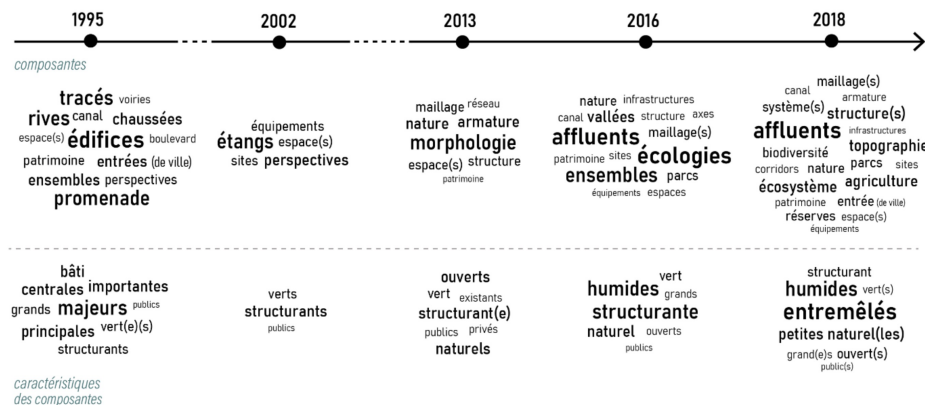 1995 2002 2013 2016 2018
composantes
tracés voiries
rives canal chaussées
espace(s) édifices boulevard
patrimoine entrées (de ville)
ensembles perspectives
promenade
équipements
étangs espace(s)
sites perspectives
maillage réseau
nature armature
morphologie
espace(s) structure
patrimoine
nature infrastructures
canal vallées structure axes
affluents maillage(s)
patrimoine sites écologies
ensembles parcs
équipements espaces
maillage(s)
canal armature
système(s) structure(s)
affluents infrastructures
biodiversité topographie
corridors nature parcs sites
écosystème agriculture
patrimoine entrée (de ville)
réserves espace(s)
équipements
bâti
centrales importantes
grands majeurs publics
principales vert(e)(s)
structurants
verts
structurants
publics
ouverts
vert existants
structurant(e)
publics privés
naturels
vert
humides grands
structurante
naturel ouverts
publics
structurant
humides vert(s)
entremêlés
petites naturel(les)
grand(e)s ouvert(s)
public(s)
caractéristiques
des composantes